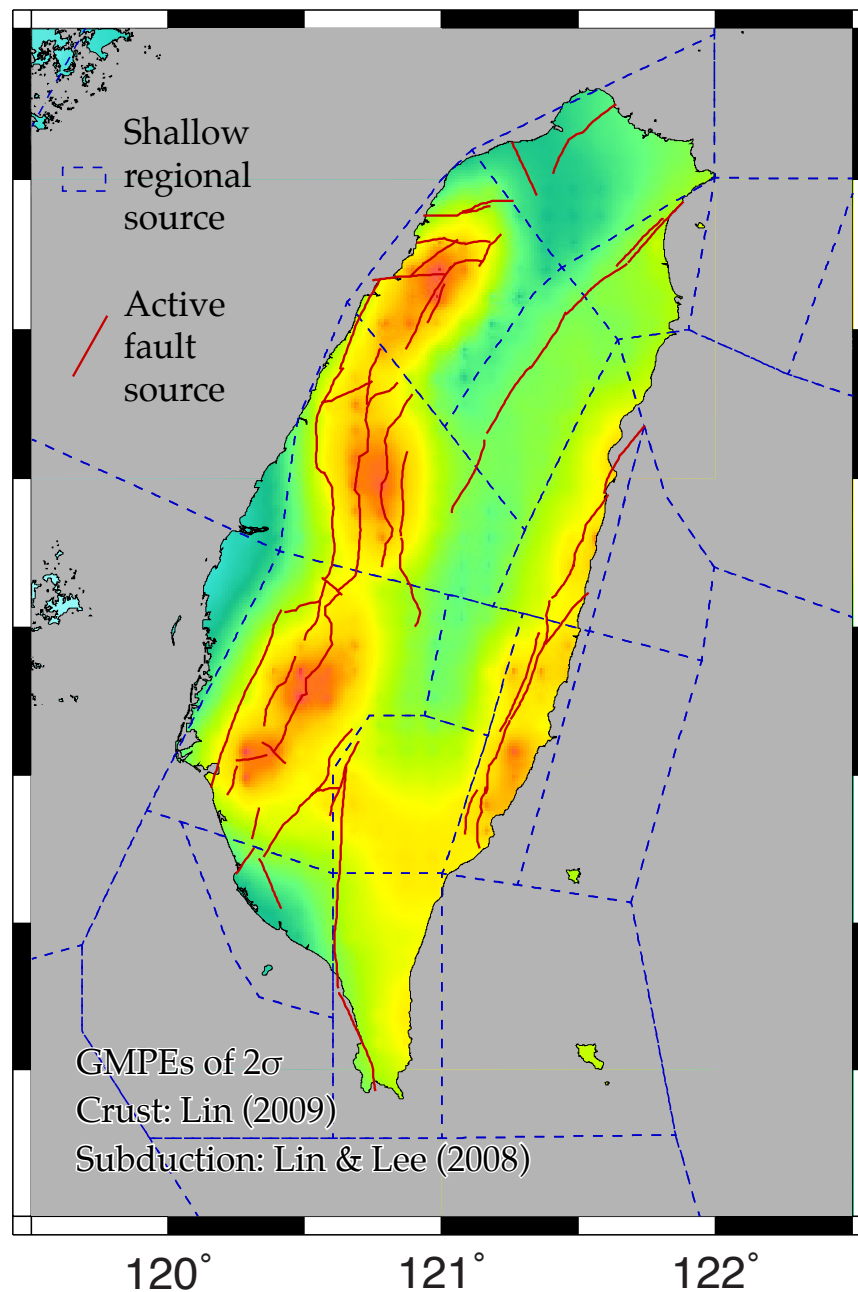 Shallow
regional
source
Active
fault
source
GMPEs of 2σ
Crust: Lin (2009)
Subduction: Lin & Lee (2008)
120° 121° 122°